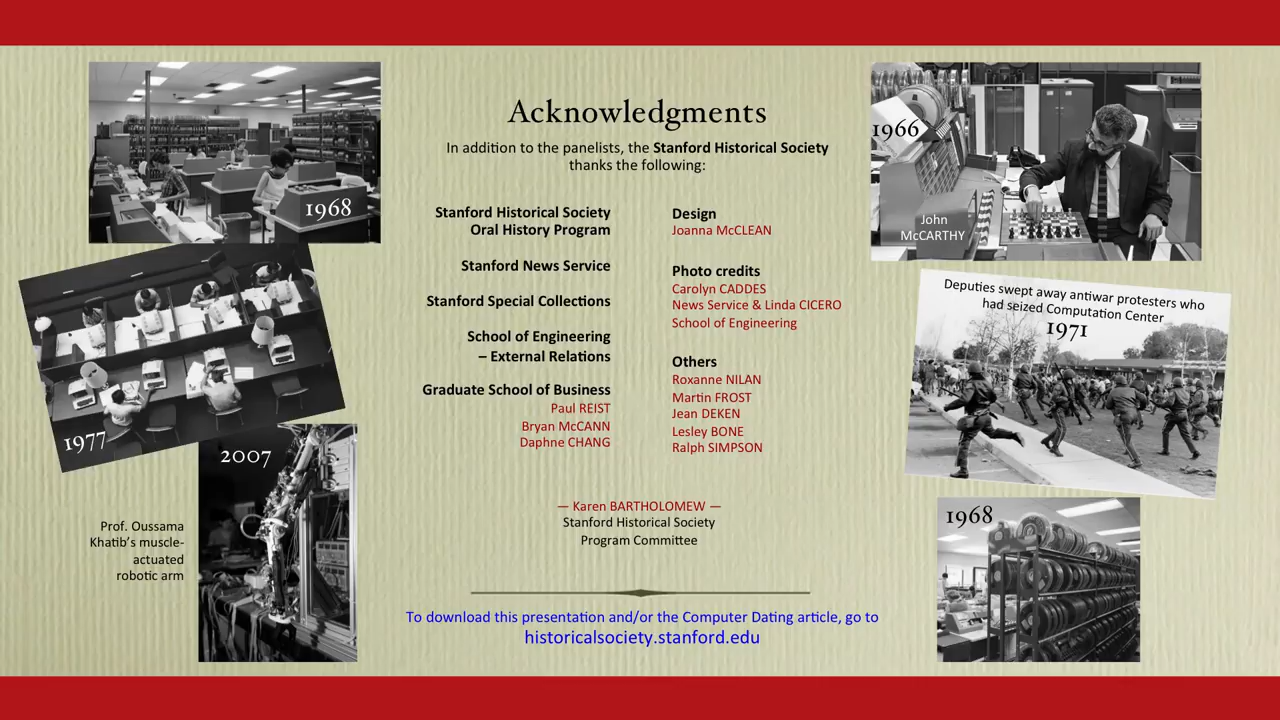 Acknowledgments
In addition to the panelists, the Stanford Historical Society
thanks the following:
Stanford Historical Society
Oral History Program
Stanford News Service
Stanford Special Collections
School of Engineering
– External Relations
Graduate School of Business
Paul REIST
Bryan McCANN
Daphne CHANG
Design
Joanna McCLEAN
Photo credits
Carolyn CADDES
News Service & Linda CICERO
School of Engineering
Others
Roxanne NILAN
Martin FROST
Jean DEKEN
Lesley BONE
Ralph SIMPSON
— Karen BARTHOLOMEW —
Stanford Historical Society
Program Committee
To download this presentation and/or the Computer Dating article, go to
historicalsociety.stanford.edu
1968
1977
2007
Prof. Oussama
Khatib's muscle-
actuated
robotic arm
1966
John
McCARTHY
Deputies swept away antiwar protesters who
had seized Computation Center
1971
1968